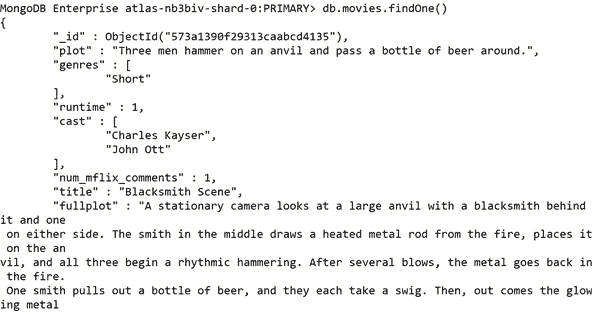 MongoDB Enterprise atlas-nb3biv-shard-0:PRIMARY> db.movies.findOne()
{
        "_id" : ObjectId("573a1390f29313caabcd4135"),
        "plot" : "Three men hammer on an anvil and pass a bottle of beer around.",
        "genres" : [
                "Short"
        ],
        "runtime" : 1,
        "cast" : [
                "Charles Kayser",
                "John Ott"
        ],
        "num_mflix_comments" : 1,
        "title" : "Blacksmith Scene",
        "fullplot" : "A stationary camera looks at a large anvil with a blacksmith behind
it and one
 on either side. The smith in the middle draws a heated metal rod from the fire, places it
 on the an
vil, and all three begin a rhythmic hammering. After several blows, the metal goes back in
 the fire.
 One smith pulls out a bottle of beer, and they each take a swig. Then, out comes the glow
ing metal